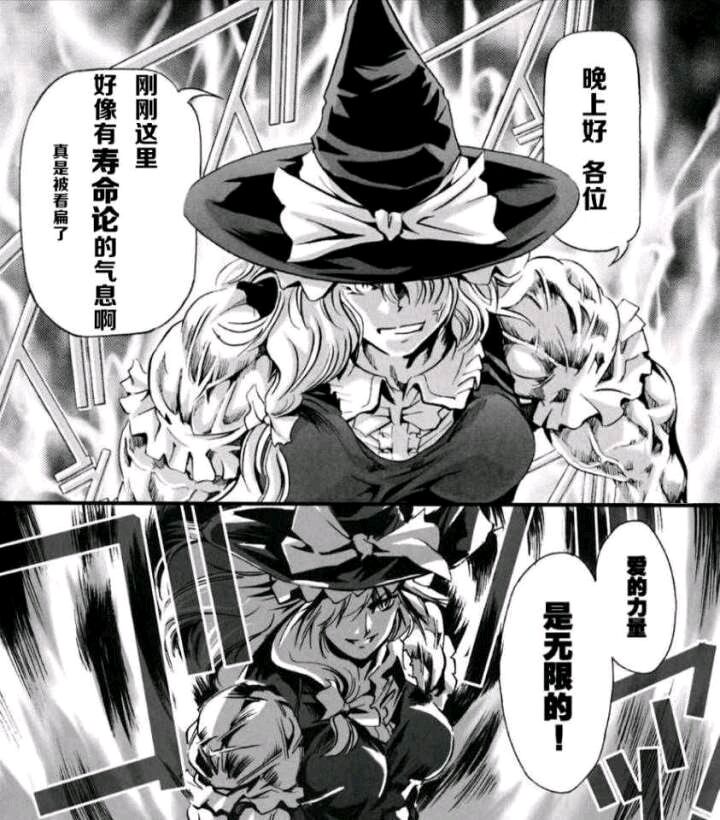 晚上好 各位
刚刚这里
好像有寿命论的气息啊
真是被看扁了
爱的力量
是无限的！